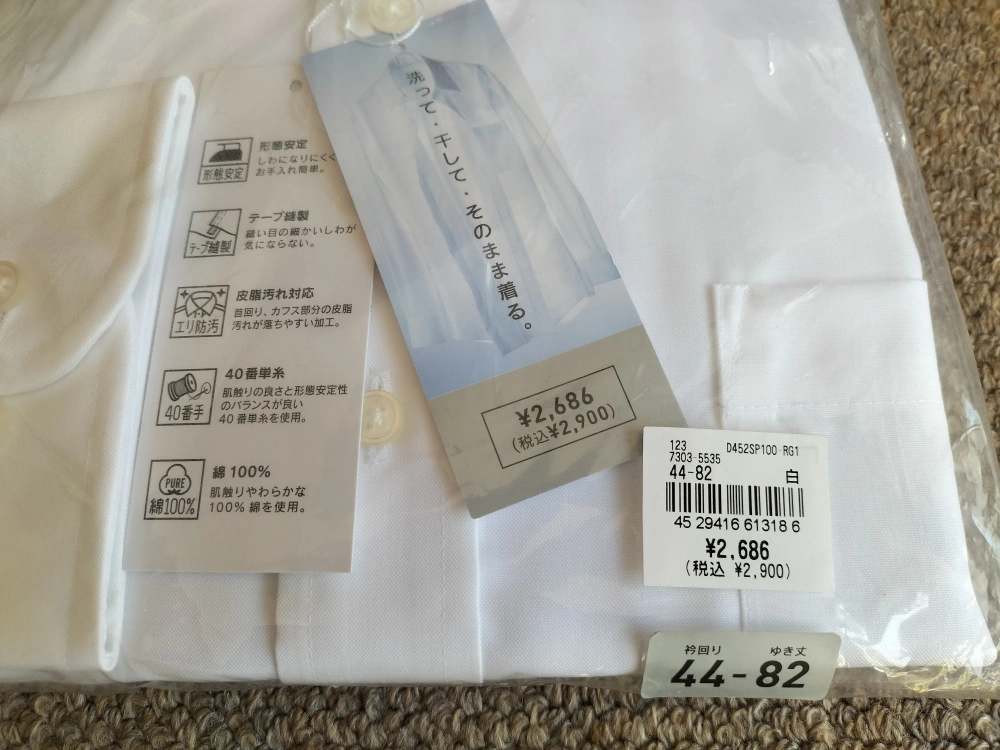 形態安定
形態安定
しわになりにくく
お手入れ簡単。
テープ縫製
テープ縫製
縫い目の細かいしわが
気にならない。
エリ防汚
皮脂汚れ対応
首回り、カフス部分の皮脂
汚れが落ちやすい加工。
40番手
40番単糸
肌触りの良さと形態安定性
のバランスが良い
40番単糸を使用。
PURE
綿100%
綿100%
肌触りやわらかな
100%綿を使用。
洗って・干して・そのまま着る。
¥2,686
(税込¥2,900)
123 D452SP100-RG1
7303-5535
44-82 白
45 29416 61318 6
¥2,686
(税込 ¥2,900)
衿回り ゆき丈
44-82